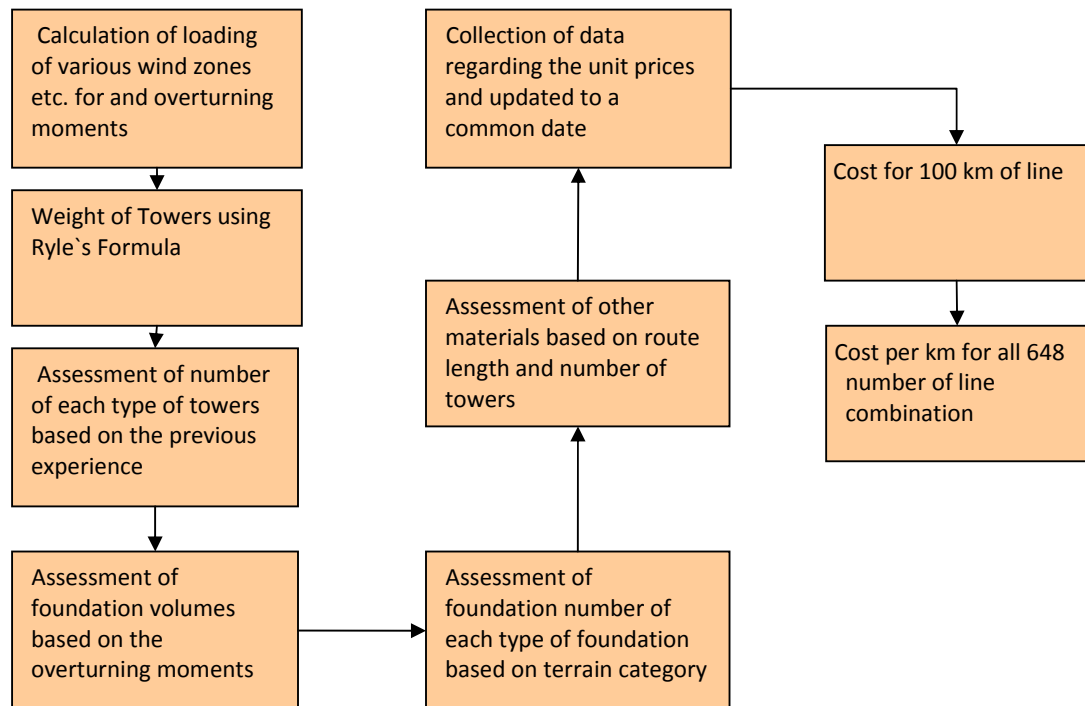 Calculation of loading
of various wind zones
etc. for and overturning
moments
Weight of Towers using
Ryle`s Formula
Assessment of number
of each type of towers
based on the previous
experience
Assessment of
foundation volumes
based on the
overturning moments
Assessment of
foundation number of
each type of foundation
based on terrain category
Assessment of other
materials based on route
length and number of
towers
Collection of data
regarding the unit prices
and updated to a
common date
Cost for 100 km of line
Cost per km for all 648
number of line
combination